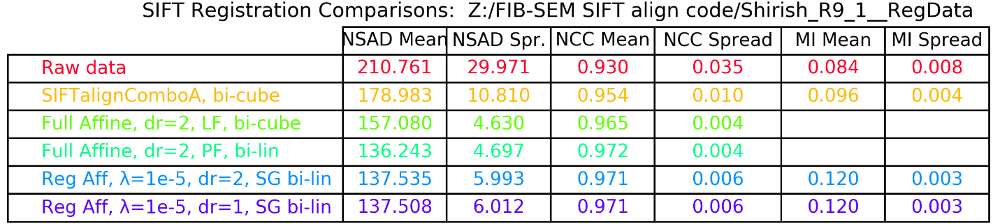 SIFT Registration Comparisons:  Z:/FIB-SEM SIFT align code/Shirish_R9_1__RegData
NSAD Mean NSAD Spr. NCC Mean NCC Spread MI Mean MI Spread
Raw data 210.761 29.971 0.930 0.035 0.084 0.008
SIFTalignComboA, bi-cube 178.983 10.810 0.954 0.010 0.096 0.004
Full Affine, dr=2, LF, bi-cube 157.080 4.630 0.965 0.004
Full Affine, dr=2, PF, bi-lin 136.243 4.697 0.972 0.004
Reg Aff, λ=1e-5, dr=2, SG bi-lin 137.535 5.993 0.971 0.006 0.120 0.003
Reg Aff, λ=1e-5, dr=1, SG bi-lin 137.508 6.012 0.971 0.006 0.120 0.003